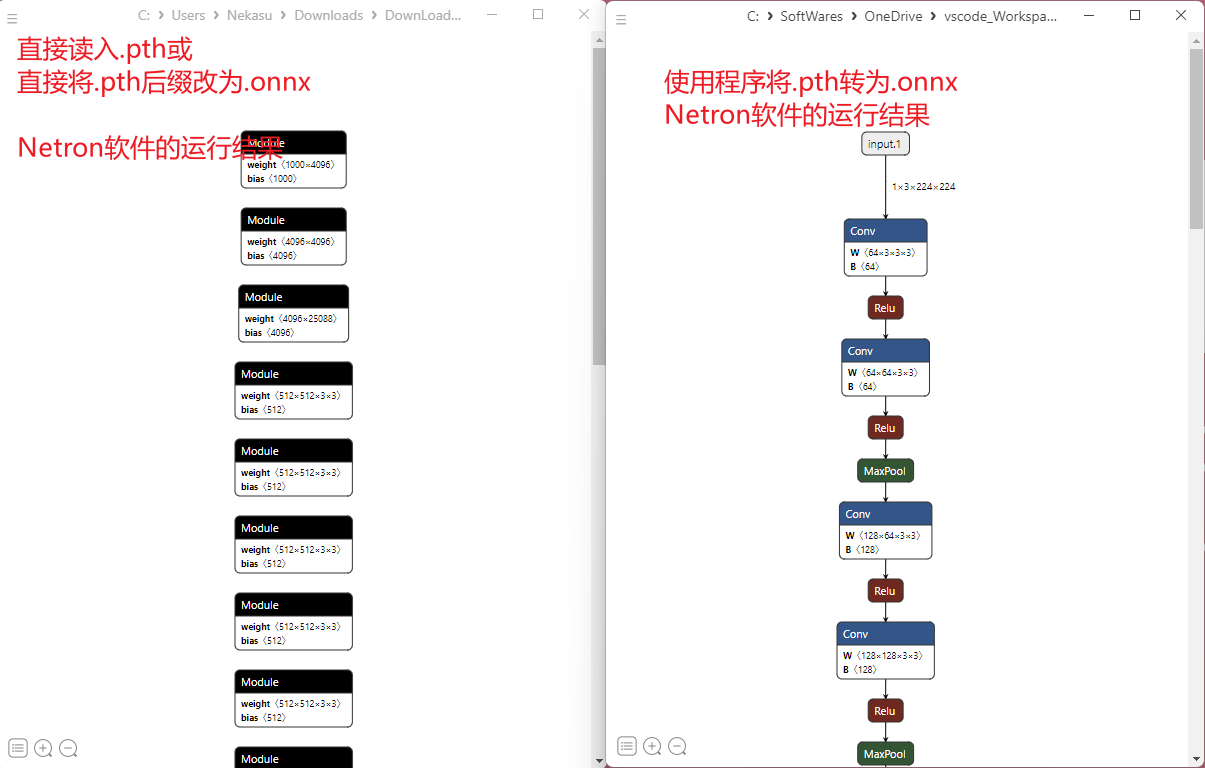 C: > Users > Nekasu > Downloads > DownLoad...
直接读入.pth或
直接将.pth后缀改为.onnx
Netron软件的运行结果
Module
weight〈1000×4096〉
bias〈1000〉
Module
weight〈4096×4096〉
bias〈4096〉
Module
weight〈4096×25088〉
bias〈4096〉
Module
weight〈512×512×3×3〉
bias〈512〉
Module
weight〈512×512×3×3〉
bias〈512〉
Module
weight〈512×512×3×3〉
bias〈512〉
Module
weight〈512×512×3×3〉
bias〈512〉
Module
weight〈512×512×3×3〉
bias〈512〉
Module
C: > SoftWares > OneDrive > vscode_Workspa...
使用程序将.pth转为.onnx
Netron软件的运行结果
input.1
1×3×224×224
Conv
W〈64×3×3×3〉
B〈64〉
Relu
Conv
W〈64×64×3×3〉
B〈64〉
Relu
MaxPool
Conv
W〈128×64×3×3〉
B〈128〉
Relu
Conv
W〈128×128×3×3〉
B〈128〉
Relu
MaxPool